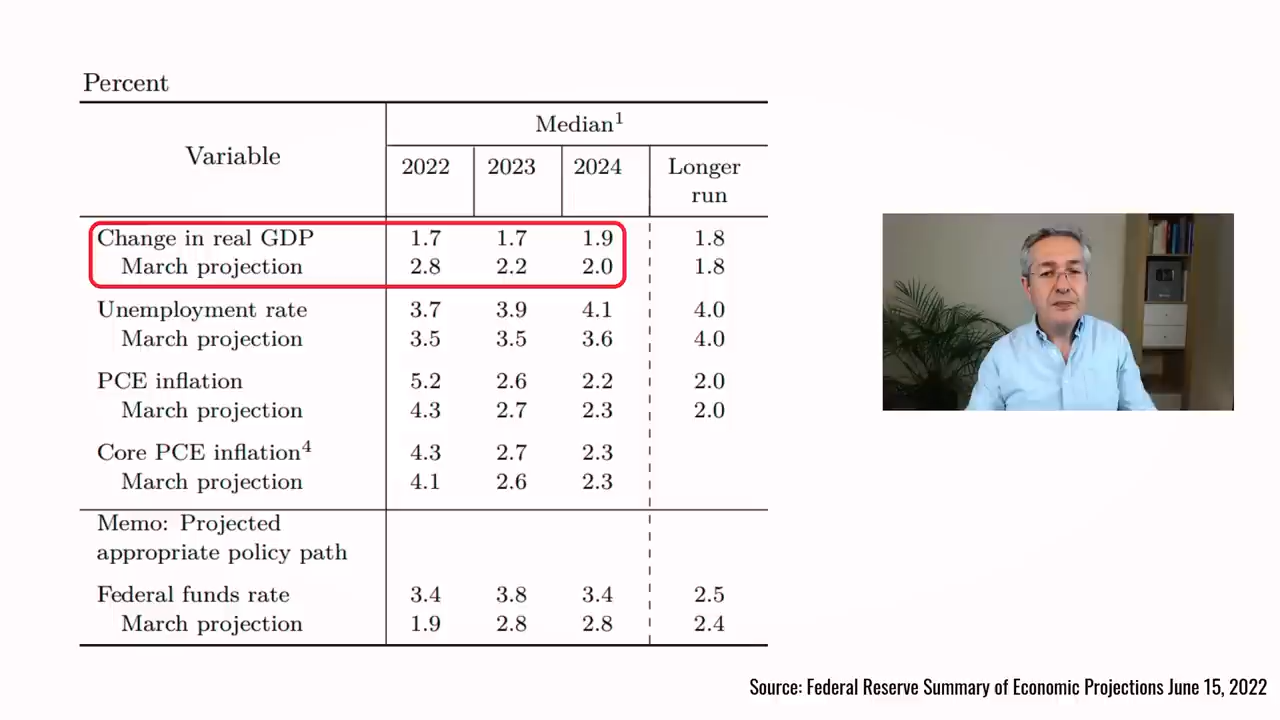 Percent
Variable Median1
2022 2023 2024 Longer run
Change in real GDP 1.7 1.7 1.9 1.8
March projection 2.8 2.2 2.0 1.8
Unemployment rate 3.7 3.9 4.1 4.0
March projection 3.5 3.5 3.6 4.0
PCE inflation 5.2 2.6 2.2 2.0
March projection 4.3 2.7 2.3 2.0
Core PCE inflation4 4.3 2.7 2.3
March projection 4.1 2.6 2.3
Memo: Projected
appropriate policy path
Federal funds rate 3.4 3.8 3.4 2.5
March projection 1.9 2.8 2.8 2.4
Source: Federal Reserve Summary of Economic Projections June 15, 2022